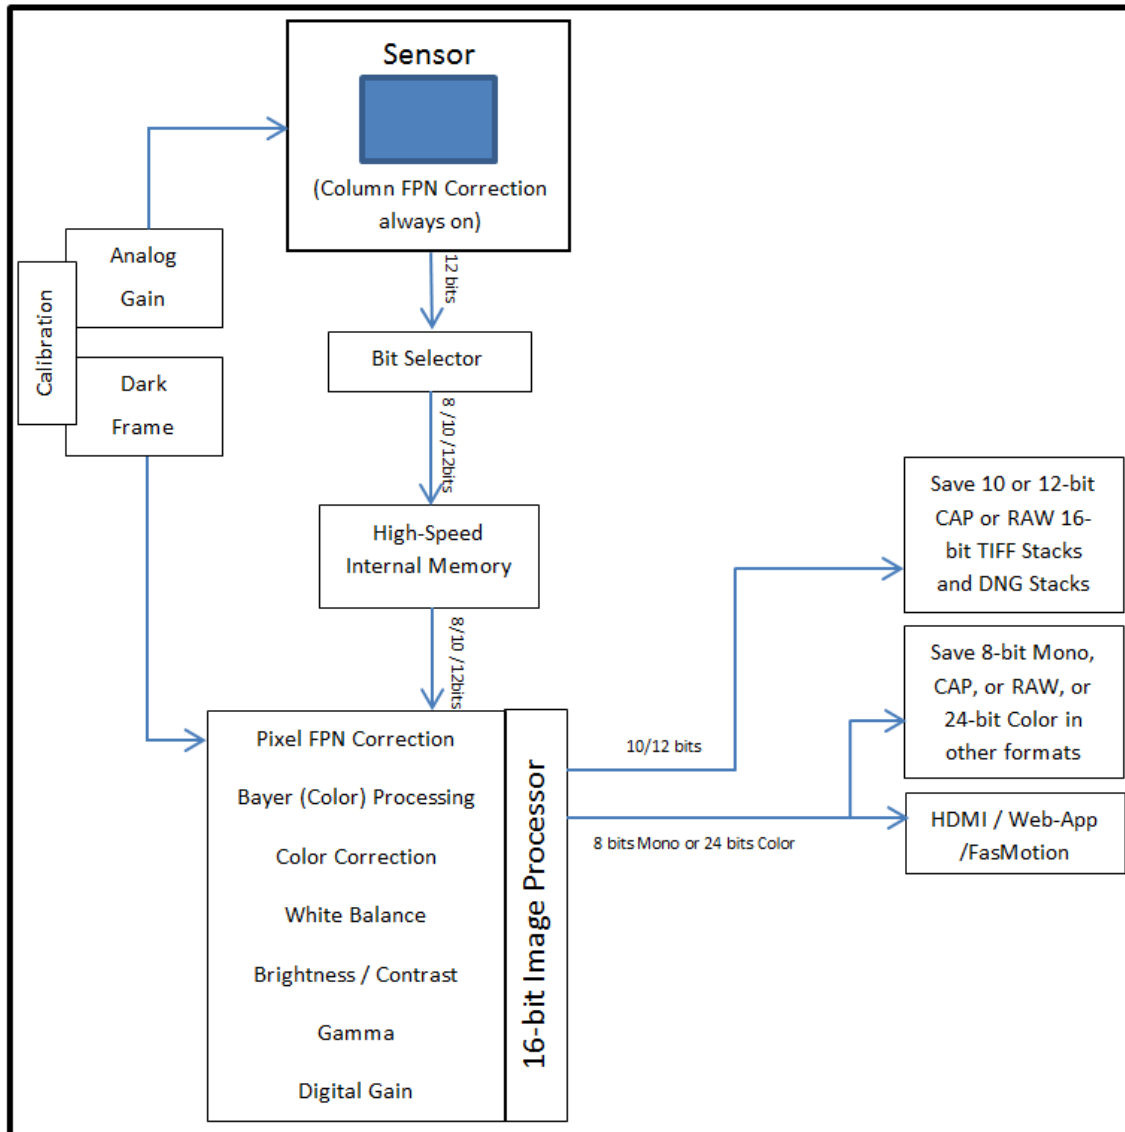 Sensor
(Column FPN Correction
always on)
Analog
Gain
Calibration
Dark
Frame
12 bits
Bit Selector
8 /10 /12bits
High-Speed
Internal Memory
8/10 /12bits
Pixel FPN Correction
Bayer (Color) Processing
Color Correction
White Balance
Brightness / Contrast
Gamma
Digital Gain
16-bit Image Processor
10/12 bits
8 bits Mono or 24 bits Color
Save 10 or 12-bit
CAP or RAW 16-
bit TIFF Stacks
and DNG Stacks
Save 8-bit Mono,
CAP, or RAW, or
24-bit Color in
other formats
HDMI / Web-App
/FasMotion